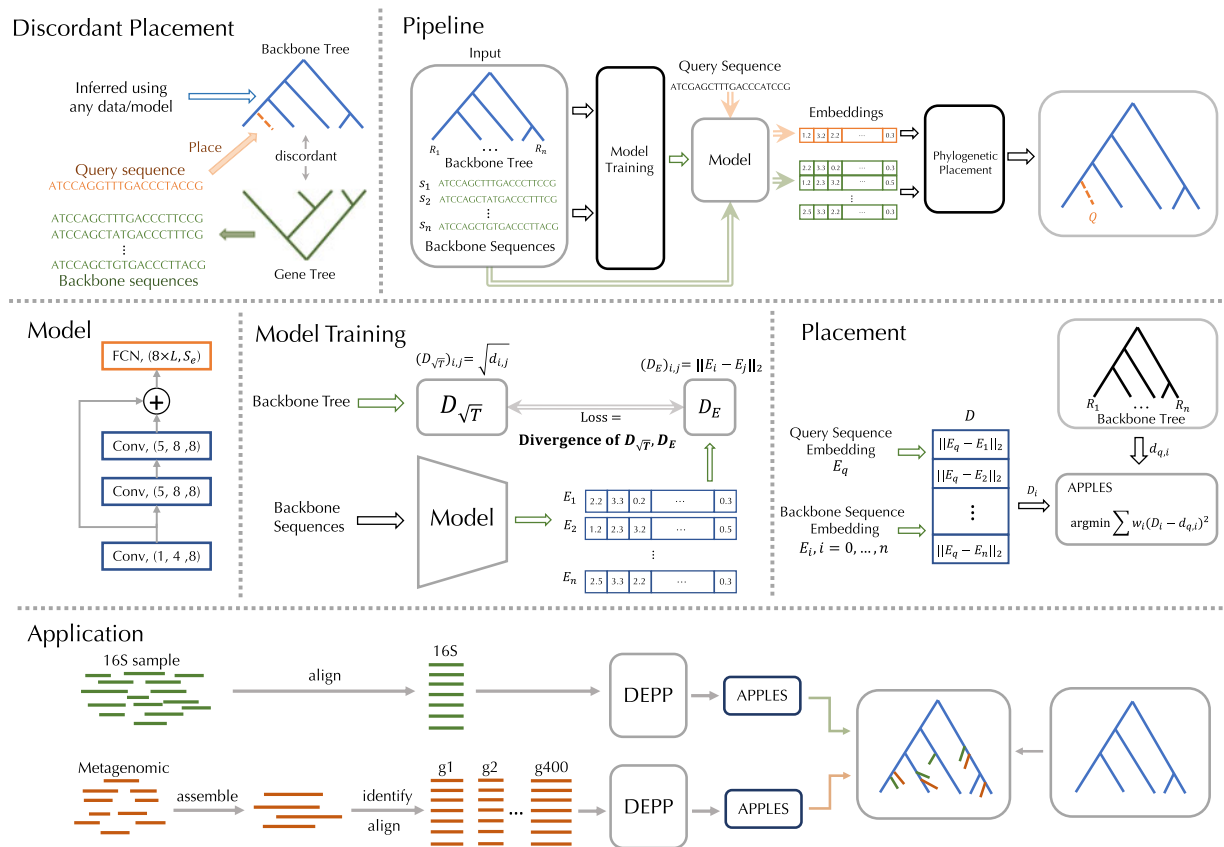 Discordant Placement
Backbone Tree
Inferred using
any data/model
Place
discordant
Query sequence
ATCCAGGTTTGACCCTACCG
ATCCAGCTTTGACCCTTCCG
ATCCAGCTATGACCCTTTCG
⋮
ATCCAGCTGTGACCCTTACG
Backbone sequences
Gene Tree
Pipeline
Input
R1 ... Rn
Backbone Tree
S1 ATCCAGCTTTGACCCTTCCG
S2 ATCCAGCTATGACCCTTTCG
⋮
Sn ATCCAGCTGTGACCCTTACG
Backbone Sequences
Model
Training
Query Sequence
ATCGAGCTTTGACCCATCCG
Model
Embeddings
1.2 3.2 2.2 ... 0.3
2.2 3.3 0.2 ... 0.3
1.2 2.3 3.2 ... 0.5
⋮
2.5 3.3 2.2 ... 0.3
Phylogenetic
Placement
Q
Model
FCN, (8×L, Se)
+
Conv, (5, 8 ,8)
Conv, (5, 8 ,8)
Conv, (1, 4 ,8)
Model Training
(D√T)i,j= √di,j
(DE)i,j= ||Ei − Ej||2
Backbone Tree
D√T
Loss =
DE
Divergence of D√T, DE
Backbone
Sequences
Model
E1 2.2 3.3 0.2 ... 0.3
E2 1.2 2.3 3.2 ... 0.5
⋮
En 2.5 3.3 2.2 ... 0.3
Placement
R1 ... Rn
Backbone Tree
dq,i
Query Sequence
Embedding
Eq
Backbone Sequence
Embedding
Ei, i = 0, ... , n
D
||Eq − E1||2
||Eq − E2||2
⋮
||Eq − En||2
Di
APPLES
argmin ∑ wi(Di − dq,i)2
Application
16S sample
align
16S
DEPP
APPLES
Metagenomic
assemble
identify
align
g1 g2 ... g400
DEPP
APPLES